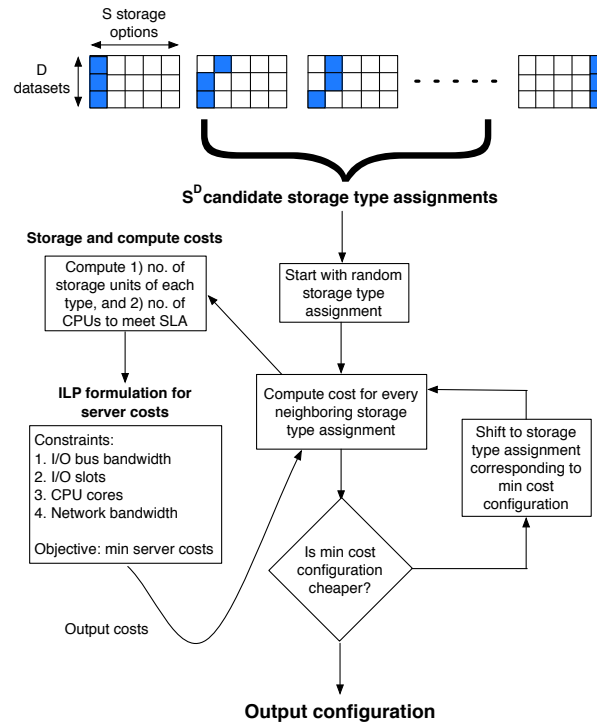 S storage
options
D
datasets
S^D candidate storage type assignments
Storage and compute costs
Compute 1) no. of
storage units of each
type, and 2) no. of
CPUs to meet SLA
Start with random
storage type
assignment
ILP formulation for
server costs
Constraints:
1. I/O bus bandwidth
2. I/O slots
3. CPU cores
4. Network bandwidth
Objective: min server costs
Compute cost for every
neighboring storage
type assignment
Shift to storage
type assignment
corresponding to
min cost
configuration
Is min cost
configuration
cheaper?
Output costs
Output configuration